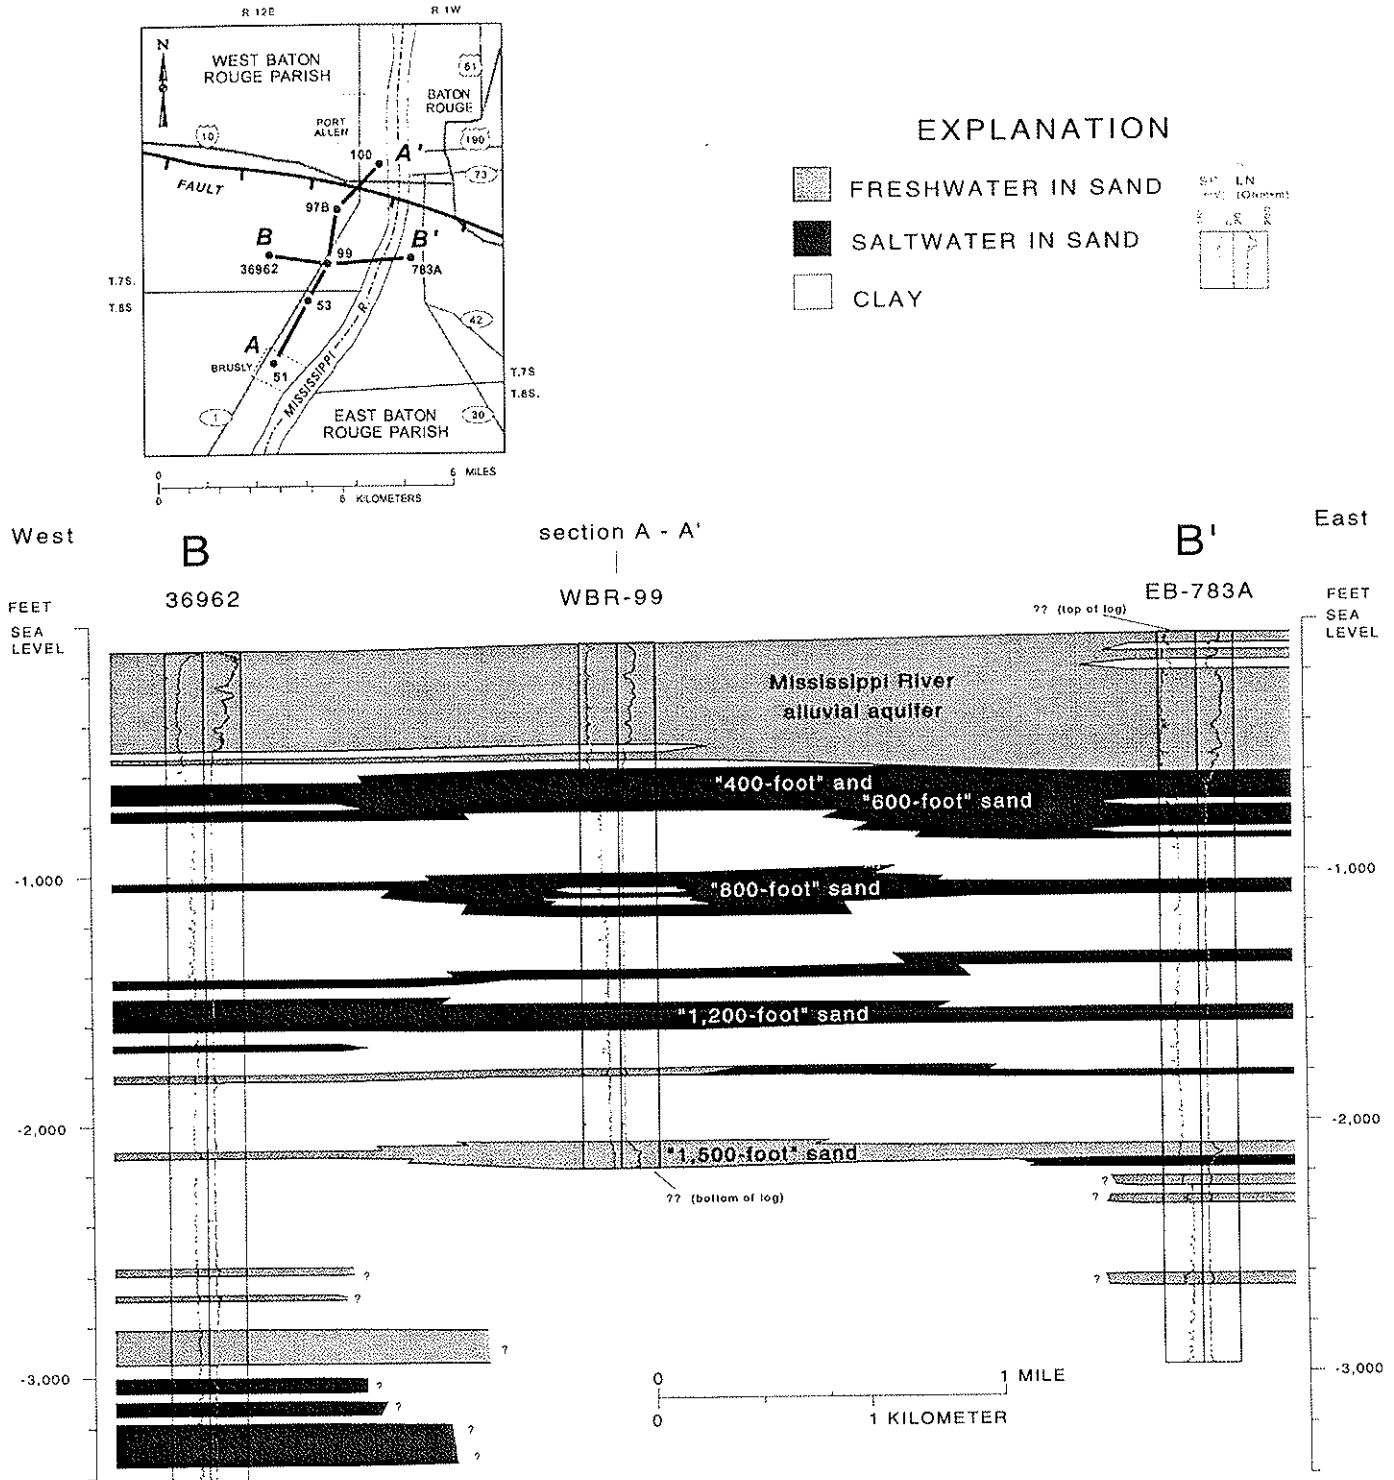 R 12E R 1W
N
WEST BATON
ROUGE PARISH
61
BATON
ROUGE
PORT
ALLEN
10
190
100 A'
73
FAULT
97B
B
B'
99
36962
783A
T.7S.
T.8S
53
R.
42
A
BRUSLY
51
MISSISSIPPI
T.7S
T.8S.
1
EAST BATON
ROUGE PARISH
30
0 6 MILES
0 6 KILOMETERS
EXPLANATION
FRESHWATER IN SAND
SALTWATER IN SAND
CLAY
SP LN
(Ohm-m)
West
section A - A'
East
B
B'
36962
WBR-99
EB-783A
FEET
SEA
LEVEL
?? (top of log)
FEET
SEA
LEVEL
Mississippi River
alluvial aquifer
"400-foot" and
"600-foot" sand
-1,000
"800-foot" sand
-1,000
"1,200-foot" sand
-2,000
-2,000
"1,500-foot" sand
?? (bottom of log)
?
?
?
?
?
?
-3,000
?
?
?
?
-3,000
0 1 MILE
0 1 KILOMETER